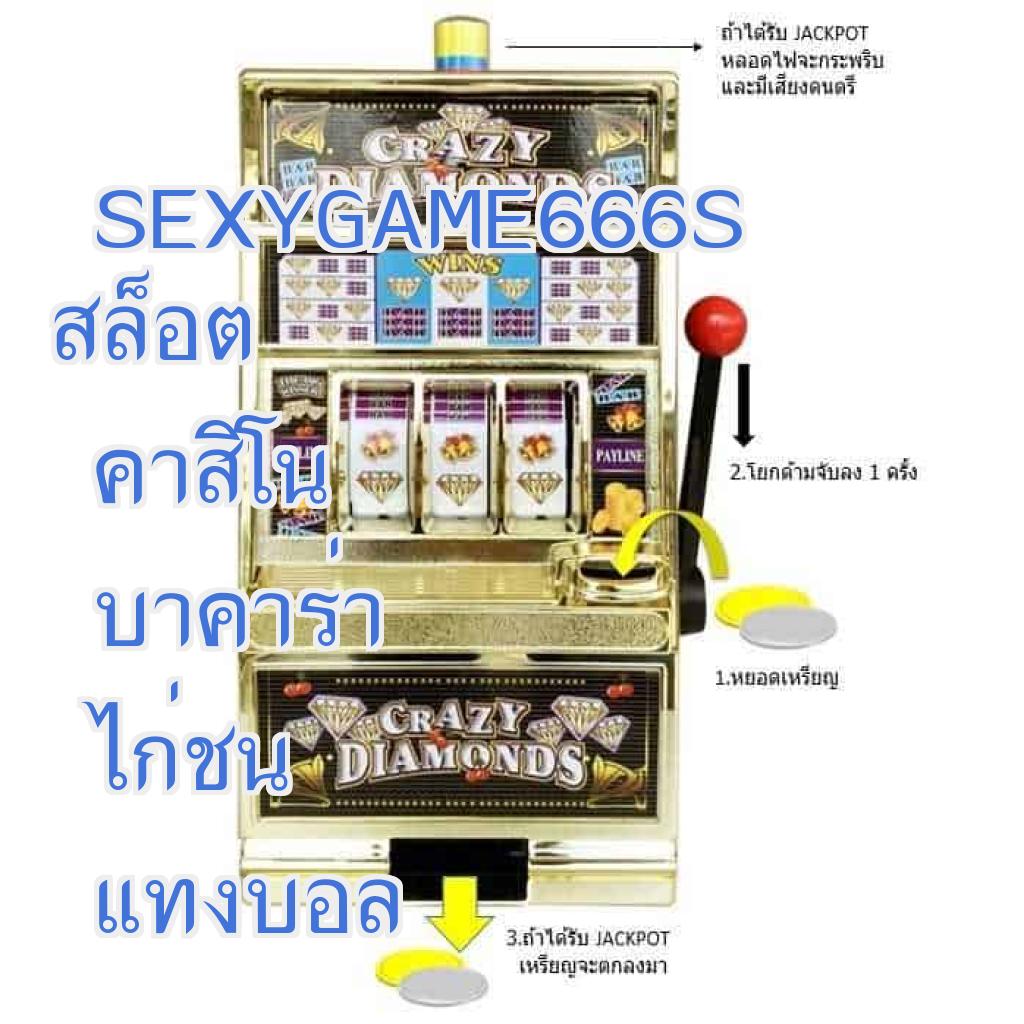 ถ้าได้รับ JACKPOT
หลอดไฟจะกระพริบ
และมีเสียงดนตรี
CRAZY
DIAMONDS
SEXYGAME666S
WINS
สล็อต
คาสิโน
PAYLINE
2.โยกด้ามจับลง 1 ครั้ง
บาคาร่า
1.หยอดเหรียญ
ไก่ชน
CRAZY
DIAMONDS
แทงบอล
3.ถ้าได้รับ JACKPOT
เหรียญจะตกลงมา